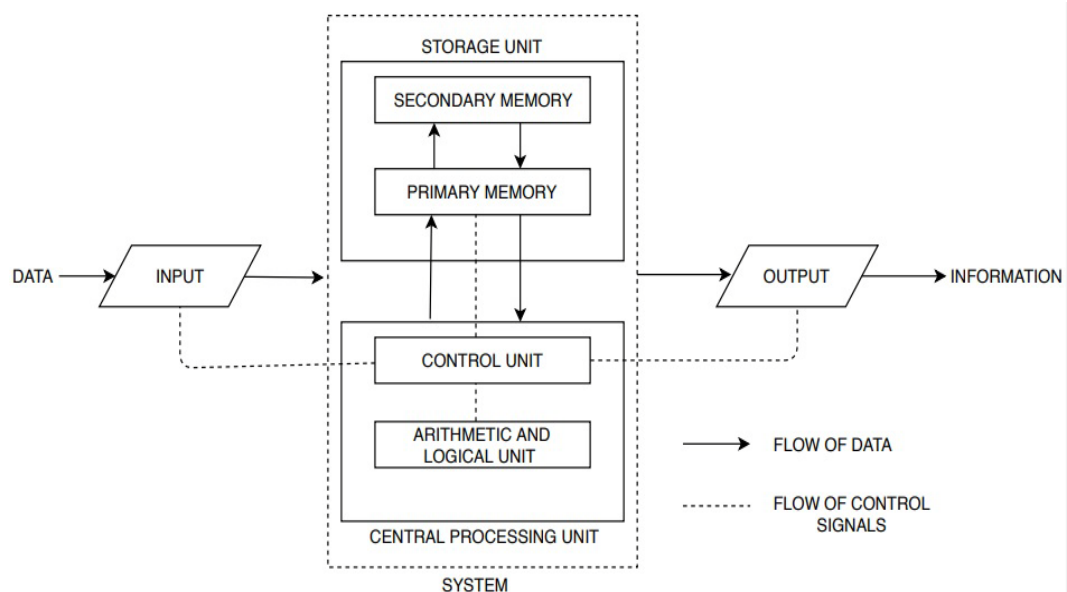 STORAGE UNIT
SECONDARY MEMORY
PRIMARY MEMORY
DATA
INPUT
OUTPUT
INFORMATION
CONTROL UNIT
ARITHMETIC AND
LOGICAL UNIT
CENTRAL PROCESSING UNIT
SYSTEM
FLOW OF DATA
FLOW OF CONTROL
SIGNALS